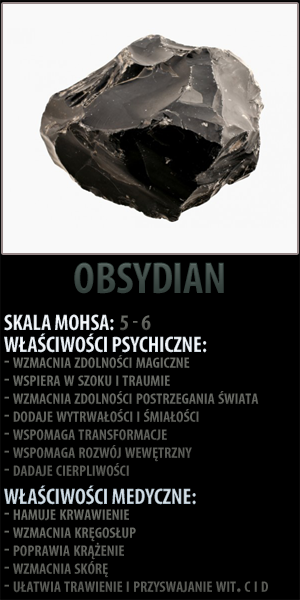 OBSYDIAN
SKALA MOHSA: 5 - 6
WŁAŚCIWOŚCI PSYCHICZNE:
- WZMACNIA ZDOLNOŚCI MAGICZNE
- WSPIERA W SZOKU I TRAUMIE
- WZMACNIA ZDOLNOŚCI POSTRZEGANIA ŚWIATA
- DODAJE WYTRWAŁOŚCI I ŚMIAŁOŚCI
- WSPOMAGA TRANSFORMACJE
- WSPOMAGA ROZWÓJ WEWĘTRZNY
- DADAJE CIERPLIWOŚCI
WŁAŚCIWOŚCI MEDYCZNE:
- HAMUJE KRWAWIENIE
- WZMACNIA KRĘGOSŁUP
- POPRAWIA KRĄŻENIE
- WZMACNIA SKÓRĘ
- UŁATWIA TRAWIENIE I PRZYSWAJANIE WIT. C I D